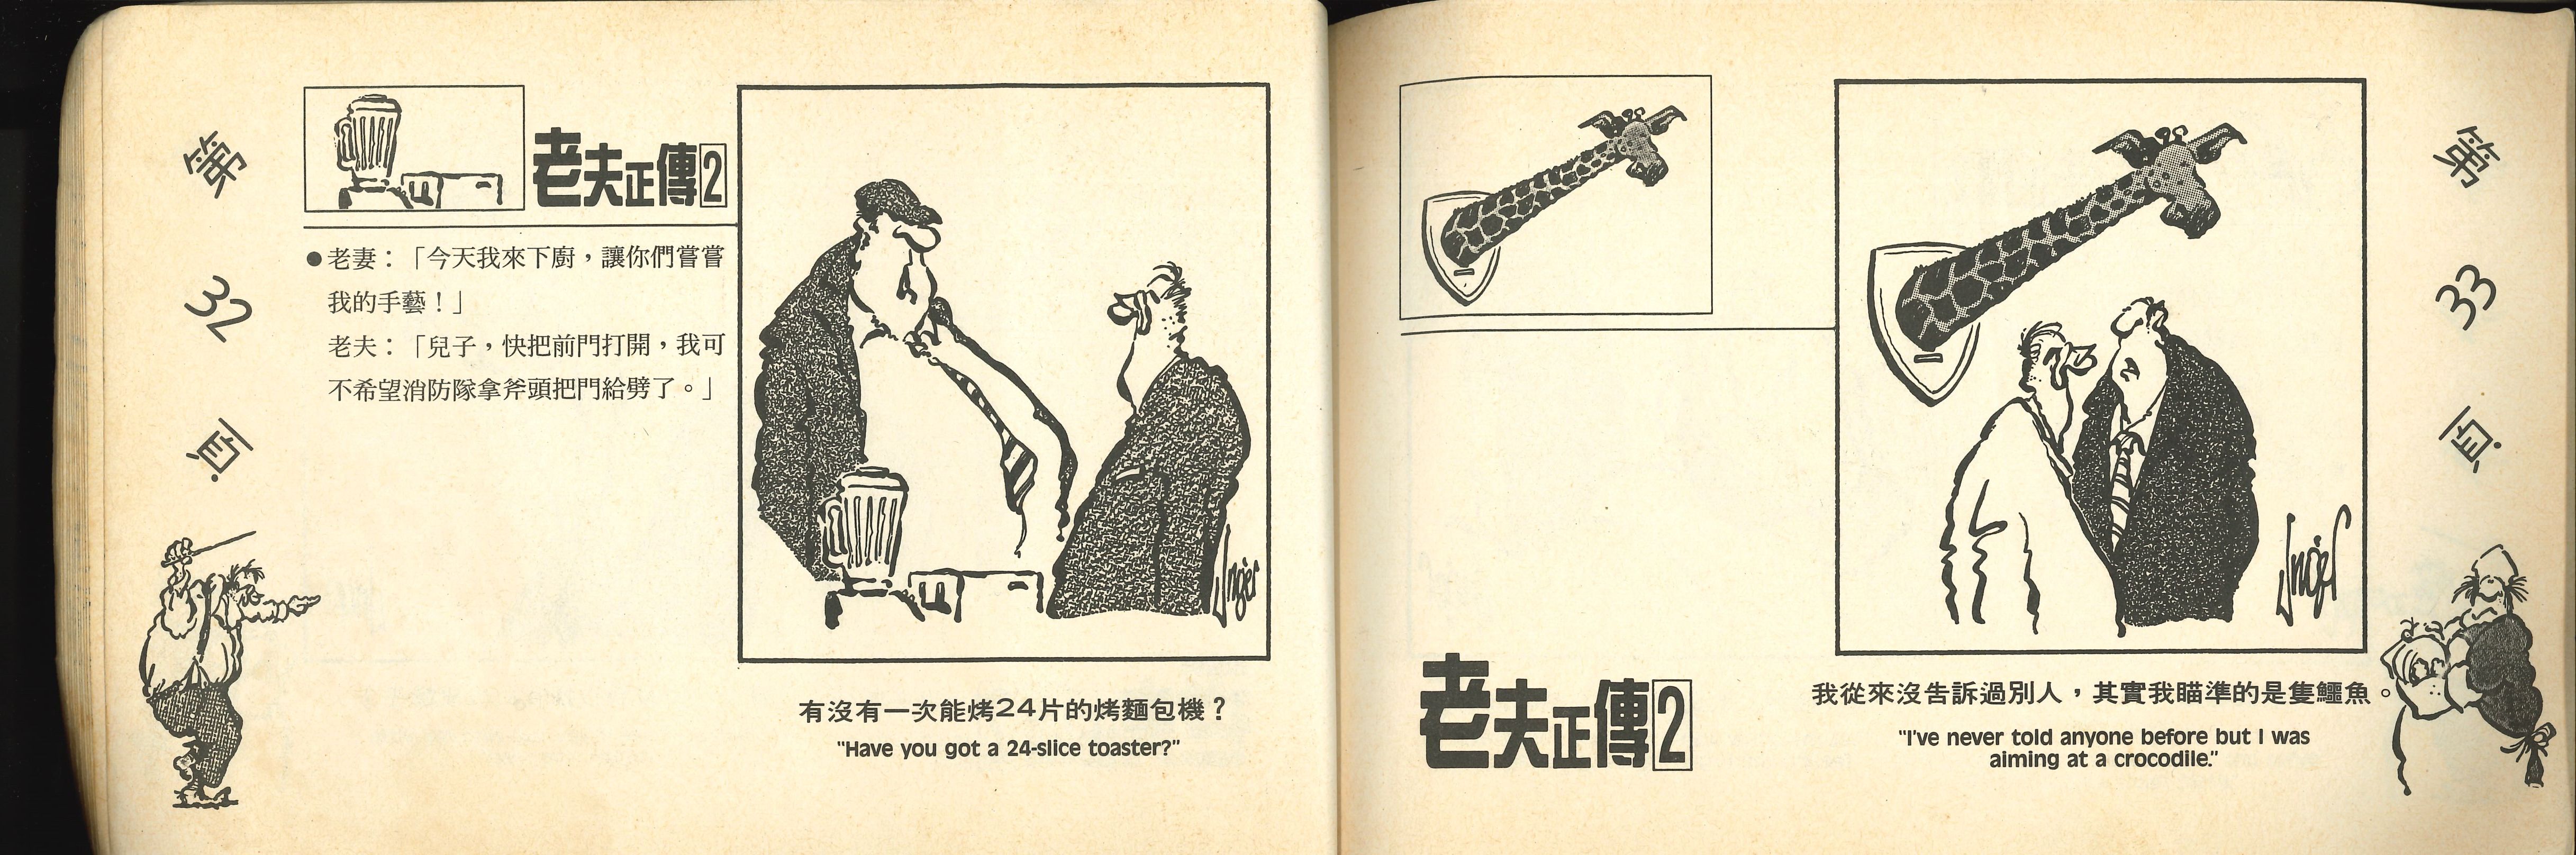 第32頁
老夫正傳2
●老妻：「今天我來下廚，讓你們嘗嘗
我的手藝！」
老夫：「兒子，快把前門打開，我可
不希望消防隊拿斧頭把門給劈了。」
Unger
有沒有一次能烤24片的烤麵包機？
"Have you got a 24-slice toaster?"
第33頁
Unger
老夫正傳2
我從來沒告訴過別人，其實我瞄準的是隻鱷魚。
"I've never told anyone before but I was
aiming at a crocodile."